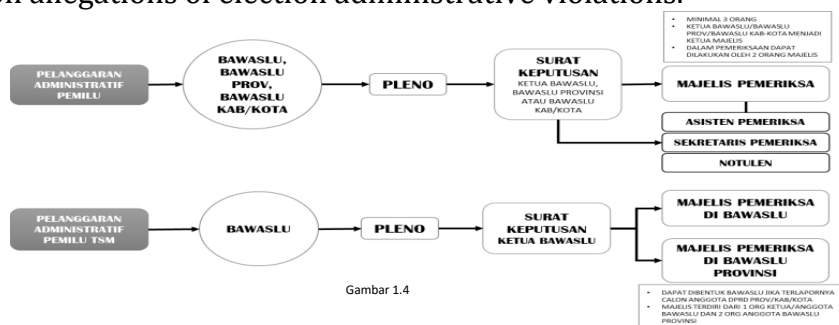 on allegations of election administrative violations.
• MINIMAL 3 ORANG
• KETUA BAWASLU/BAWASLU
PROV/BAWASLU KAB-KOTA MENJADI
KETUA MAJELIS
• DALAM PEMERIKSAAN DAPAT
DILAKUKAN OLEH 2 ORANG MAJELIS
PELANGGARAN
ADMINISTRATIF
PEMILU
BAWASLU,
BAWASLU
PROV,
BAWASLU
KAB/KOTA
PLENO
SURAT
KEPUTUSAN
KETUA BAWASLU,
BAWASLU PROVINSI
ATAU BAWASLU
KAB/KOTA
MAJELIS PEMERIKSA
ASISTEN PEMERIKSA
SEKRETARIS PEMERIKSA
NOTULEN
PELANGGARAN
ADMINISTRATIF
PEMILU TSM
BAWASLU
PLENO
SURAT
KEPUTUSAN
KETUA BAWASLU
MAJELIS PEMERIKSA
DI BAWASLU
MAJELIS PEMERIKSA
DI BAWASLU
PROVINSI
• DAPAT DIBENTUK BAWASLU JIKA TERLAPORNYA
CALON ANGGOTA DPRD PROV/KAB/KOTA.
• MAJELIS TERDIRI DARI 1 ORG KETUA/ANGGOTA
BAWASLU DAN 2 ORG ANGGOTA BAWASLU
PROVINSI
Gambar 1.4